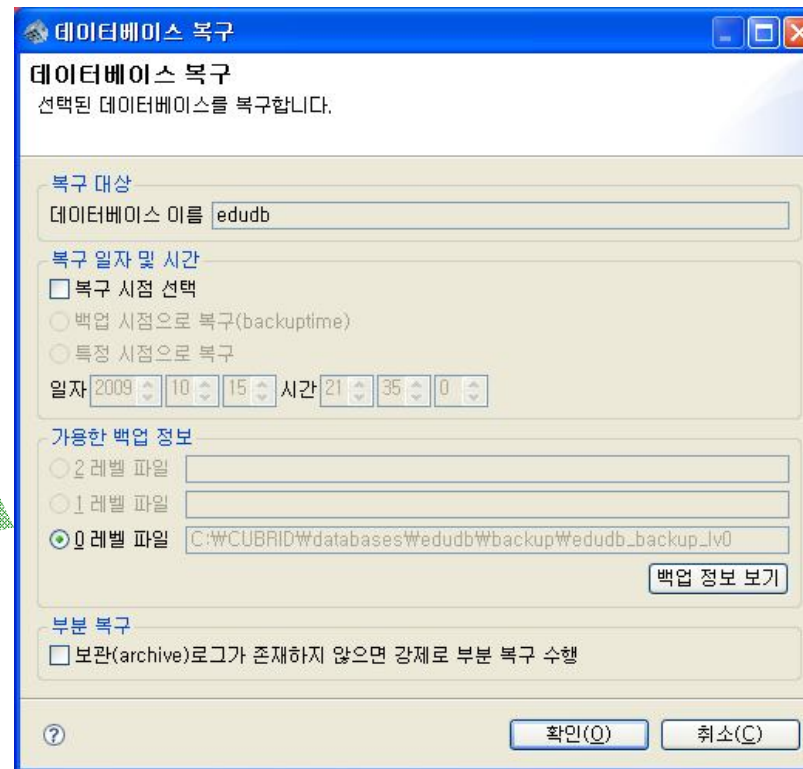 데이터베이스 복구
데이터베이스 복구
선택된 데이터베이스를 복구합니다.
복구 대상
데이터베이스 이름 edudb
복구 일자 및 시간
복구 시점 선택
백업 시점으로 복구(backuptime)
특정 시점으로 복구
일자 2009 10 15 시간 21 35 0
가용한 백업 정보
2 레벨 파일
1 레벨 파일
0 레벨 파일 C:₩CUBRID₩databases₩edudb₩backup₩edudb_backup_lv0
백업 정보 보기
부분 복구
보관(archive)로그가 존재하지 않으면 강제로 부분 복구 수행
? 확인(O) 취소(C)